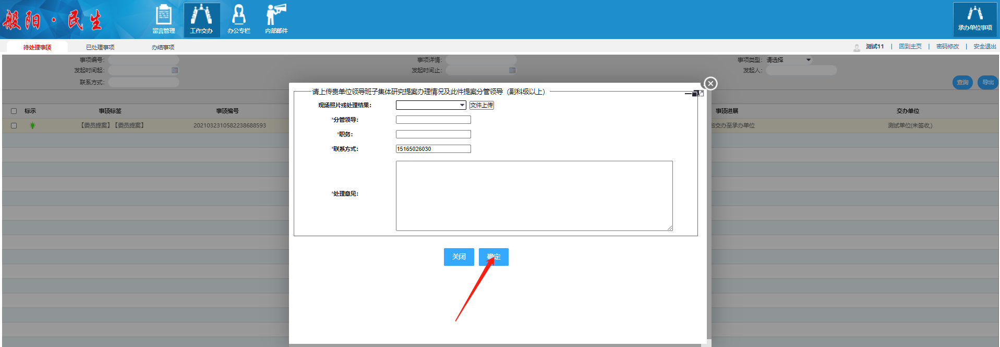 般阳·民生
留言管理
工作交办
办公专栏
内部邮件
承办单位事项
待处理事项
已处理事项
办结事项
测试11 | 回到主页 | 密码修改 | 安全退出
事项编号：
事项详情：
事项类型： 请选择
发起时间起：
发起时间止：
发起人：
联系方式：
查询
导出
标示
事项标签
事项编号
事项进展
交办单位
【委员提案】【委员提案】
2021032310582238688593
交办至承办单位
测试单位(未签收,)
请上传贵单位领导班子集体研究提案办理情况及此件提案分管领导（副科级以上）
现场照片或处理结果：
文件上传
*分管领导：
*职务：
*联系方式： 15165026030
*处理意见：
关闭
确定